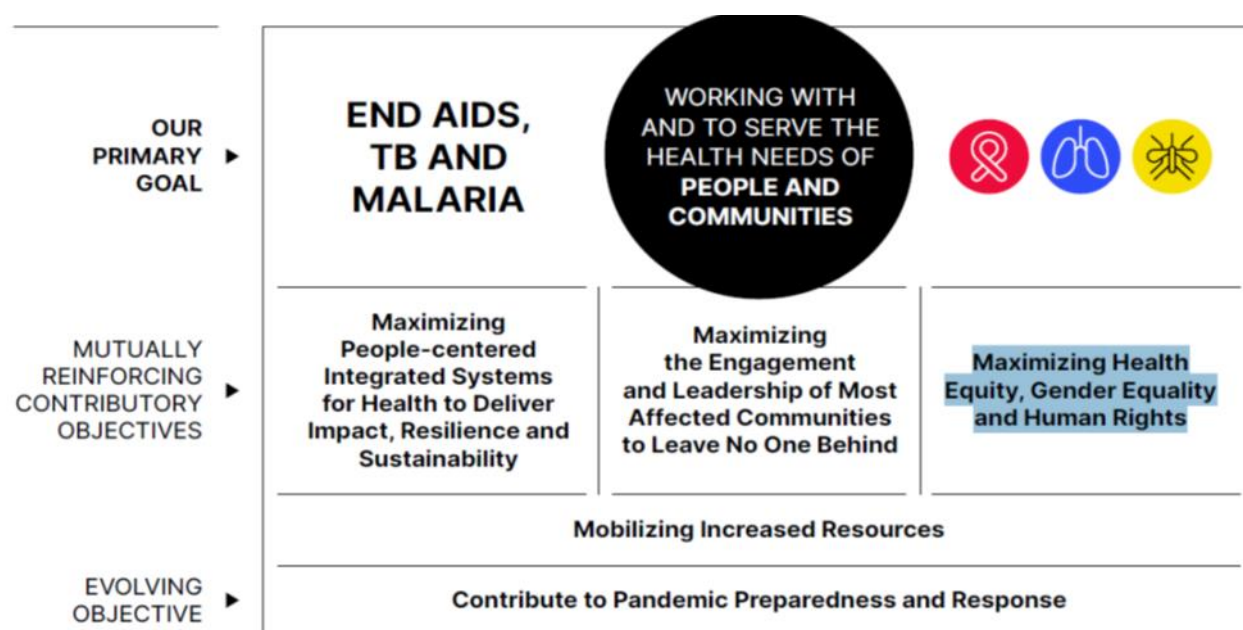 OUR
PRIMARY
GOAL
END AIDS,
TB AND
MALARIA
WORKING WITH
AND TO SERVE THE
HEALTH NEEDS OF
PEOPLE AND
COMMUNITIES
MUTUALLY
REINFORCING
CONTRIBUTORY
OBJECTIVES
Maximizing
People-centered
Integrated Systems
for Health to Deliver
Impact, Resilience and
Sustainability
Maximizing
the Engagement
and Leadership of Most
Affected Communities
to Leave No One Behind
Maximizing Health
Equity, Gender Equality
and Human Rights
Mobilizing Increased Resources
EVOLVING
OBJECTIVE
Contribute to Pandemic Preparedness and Response